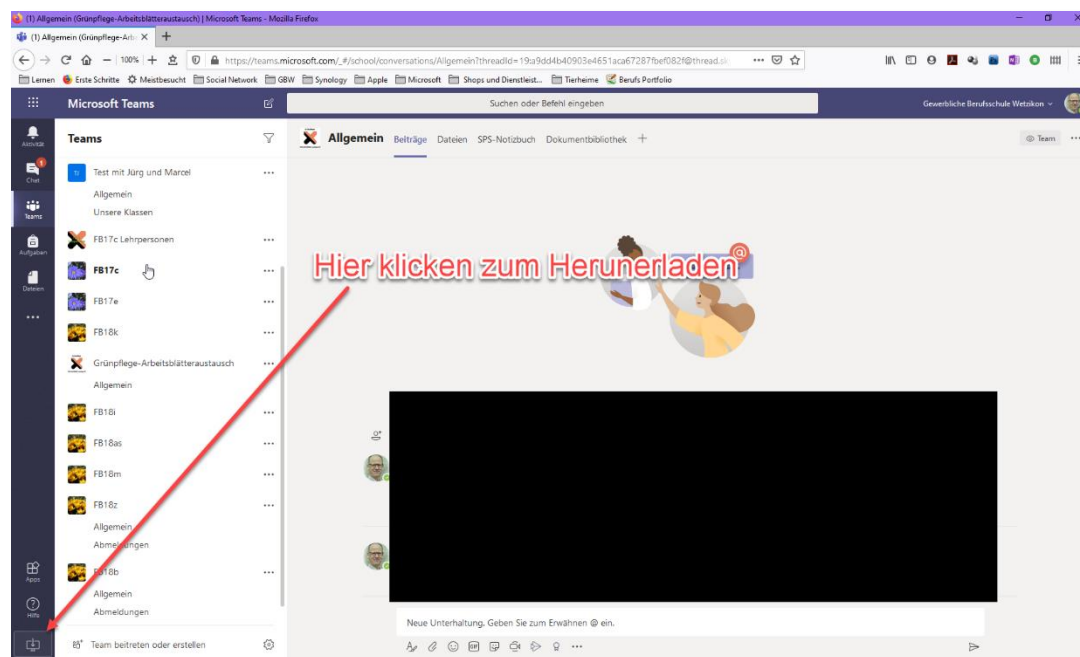 (1) Allgemein (Grünpflege-Arbeitsblätteraustausch) | Microsoft Teams - Mozilla Firefox
(1) Allgemein (Grünpflege-Arb
100%
https://teams.microsoft.com/_#/school/conversations/Allgemein?threadId=19:a9dd4b40903e4651aca67287fbef082f@thread.sk
Lernen Erste Schritte Meistbesucht Social Network GBW Synology Apple Microsoft Shops und Dienstleist... Tierheime Berufs Portfolio
Microsoft Teams
Suchen oder Befehl eingeben
Gewerbliche Berufsschule Wetzikon
Aktivität
Chat
1
Teams
Aufgaben
Dateien
Apps
Hilfe
Teams
Test mit Jürg und Marcel
Allgemein
Unsere Klassen
FB17c Lehrpersonen
FB17c
FB17e
FB18k
Grünpflege-Arbeitsblätteraustausch
Allgemein
FB18i
FB18as
FB18m
FB18z
Allgemein
Abmeldungen
FB18b
Allgemein
Abmeldungen
Team beitreten oder erstellen
Allgemein Beiträge Dateien SPS-Notizbuch Dokumentbibliothek +
Team
Hier klicken zum Herunerladen
@
Neue Unterhaltung. Geben Sie zum Erwähnen @ ein.
GIF